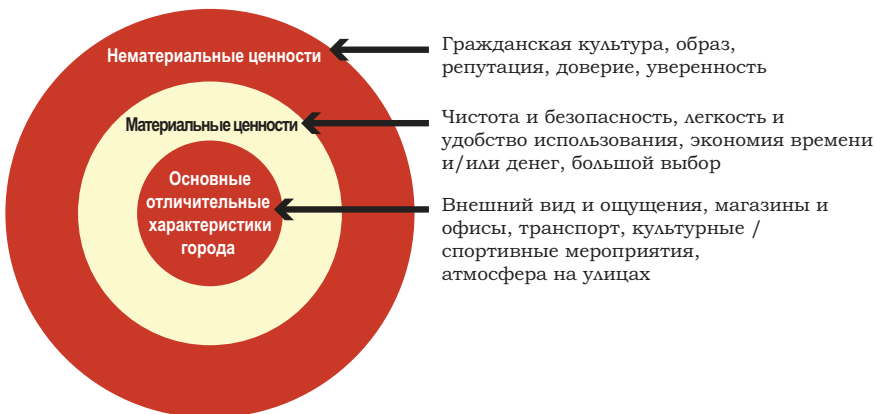 Нематериальные ценности
Гражданская культура, образ,
репутация, доверие, уверенность
Материальные ценности
Чистота и безопасность, легкость и
удобство использования, экономия времени
и/или денег, большой выбор
Основные
отличительные
характеристики
города
Внешний вид и ощущения, магазины и
офисы, транспорт, культурные /
спортивные мероприятия,
атмосфера на улицах